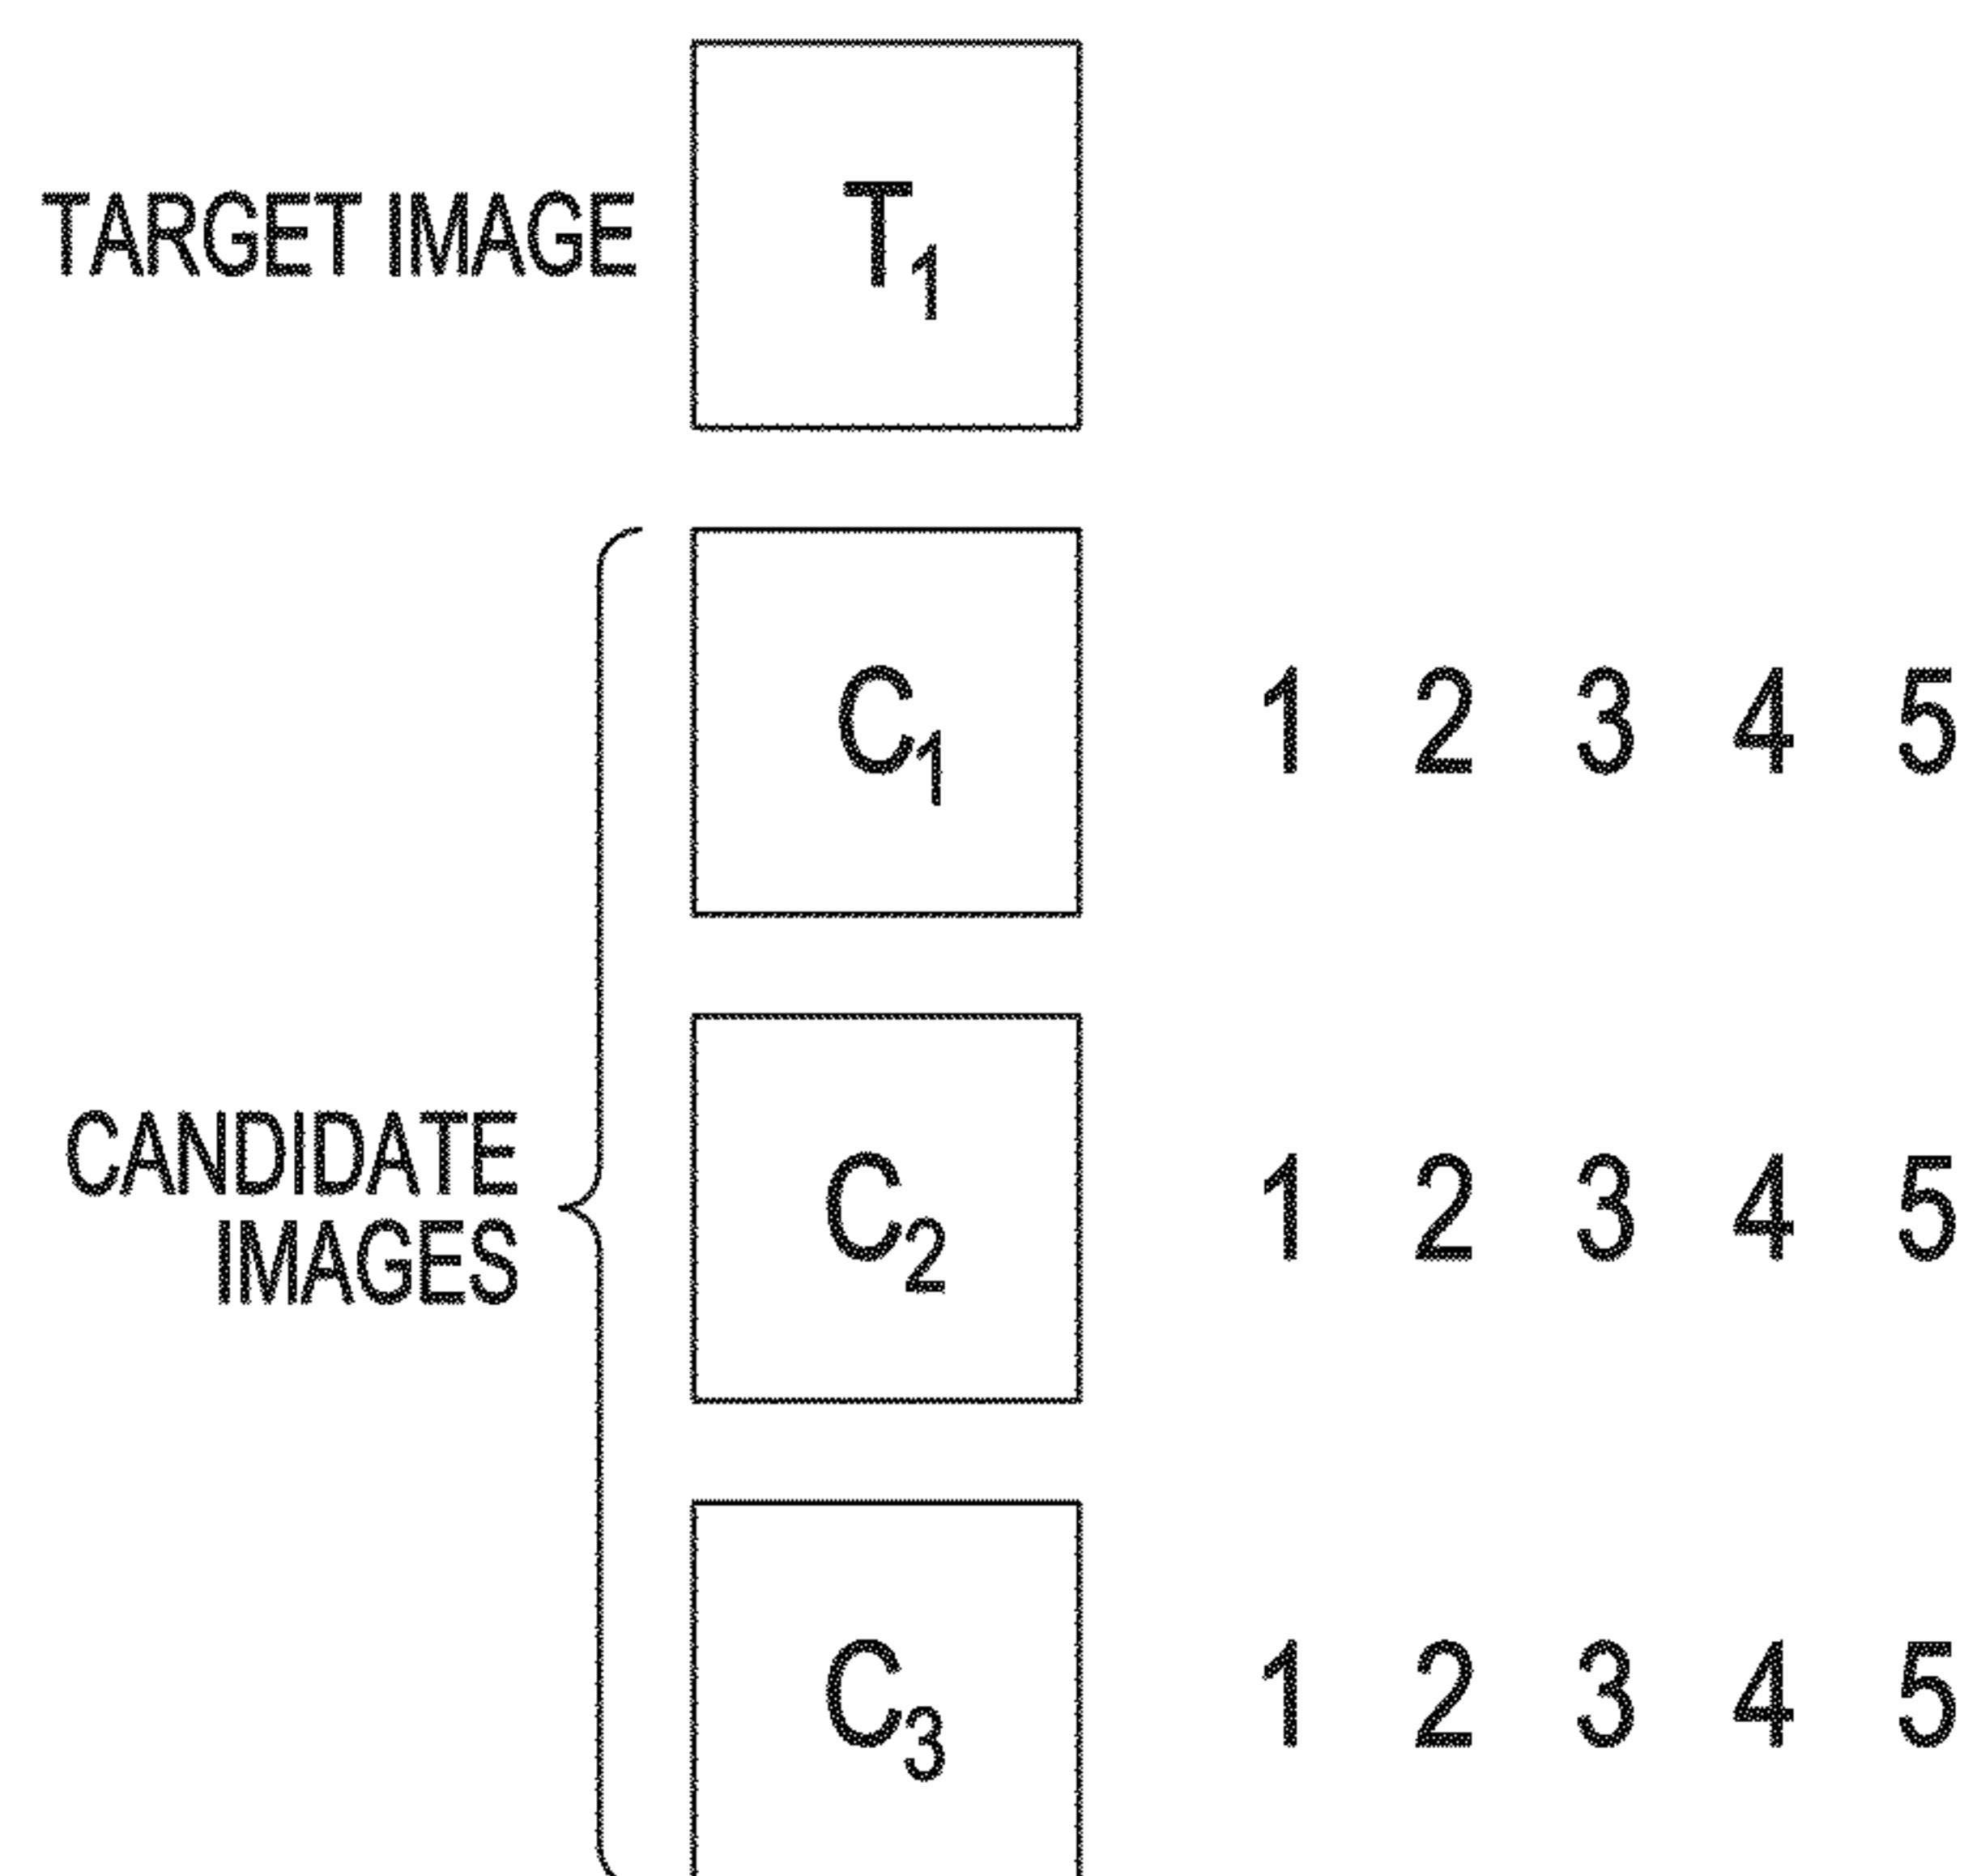 TARGET IMAGE T₁
C₁ 1 2 3 4 5
CANDIDATE
IMAGES
C₂ 1 2 3 4 5
C₃ 1 2 3 4 5